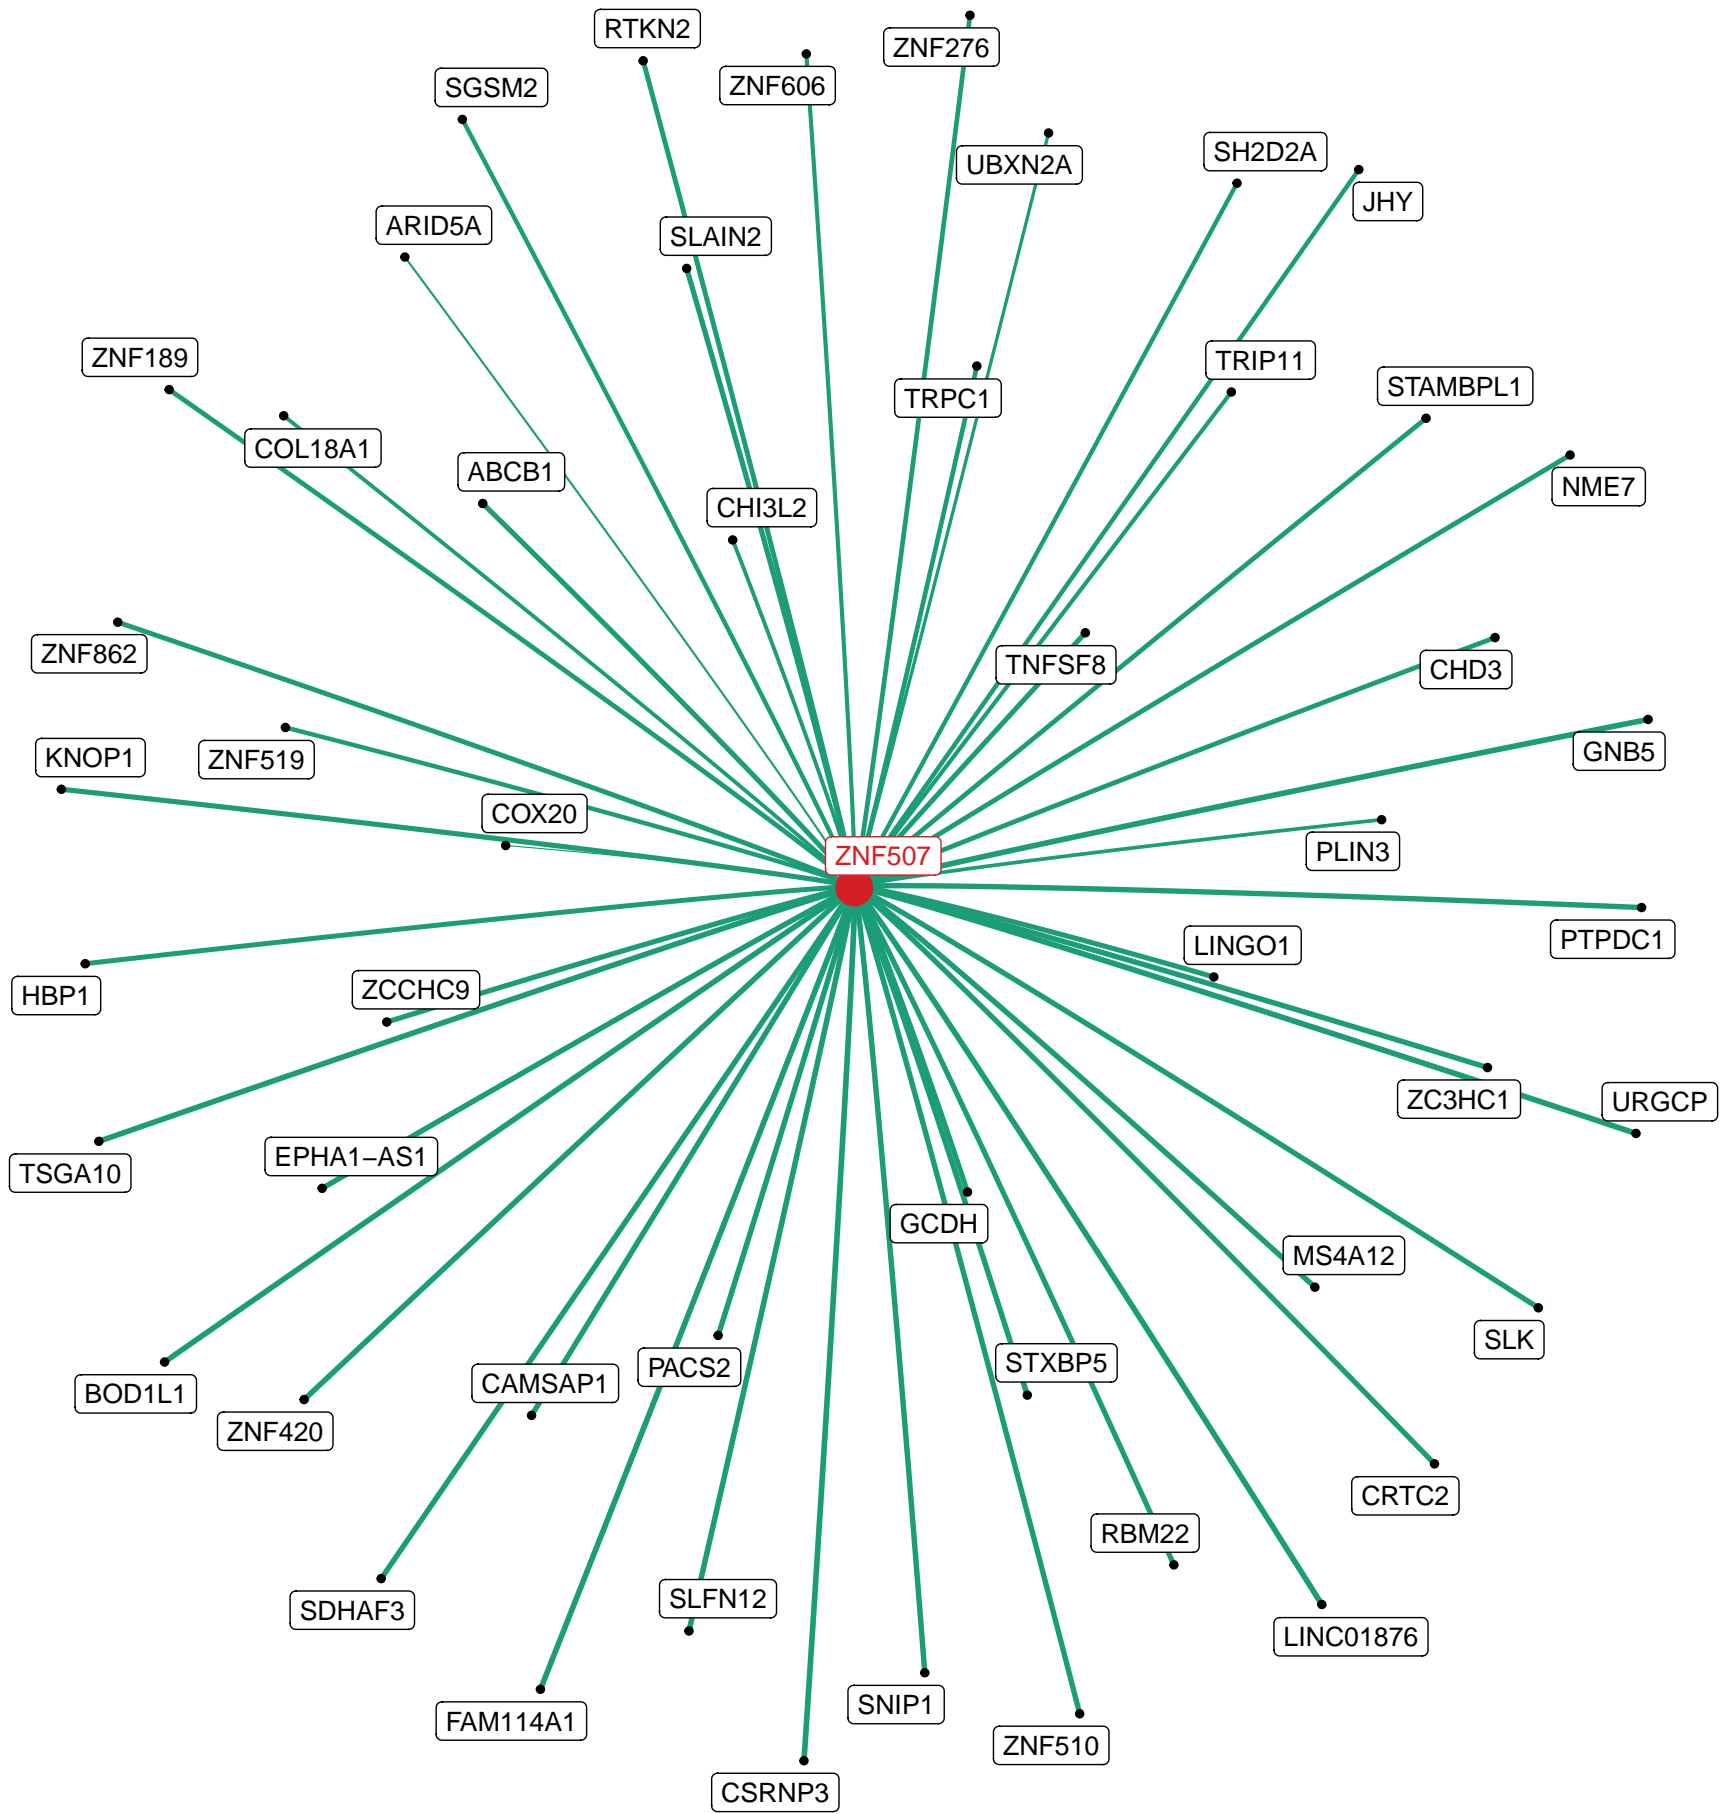 RTKN2
ZNF276
ZNF606
SGSM2
SH2D2A
UBXN2A
JHY
ARID5A
SLAIN2
ZNF189
TRIP11
STAMBPL1
TRPC1
COL18A1
ABCB1
NME7
CHI3L2
ZNF862
TNFSF8
CHD3
KNOP1
ZNF519
GNB5
COX20
PLIN3
ZNF507
PTPDC1
LINGO1
HBP1
ZCCHC9
ZC3HC1
URGCP
EPHA1−AS1
TSGA10
GCDH
MS4A12
SLK
STXBP5
PACS2
CAMSAP1
BOD1L1
ZNF420
CRTC2
RBM22
SLFN12
SDHAF3
LINC01876
SNIP1
FAM114A1
ZNF510
CSRNP3